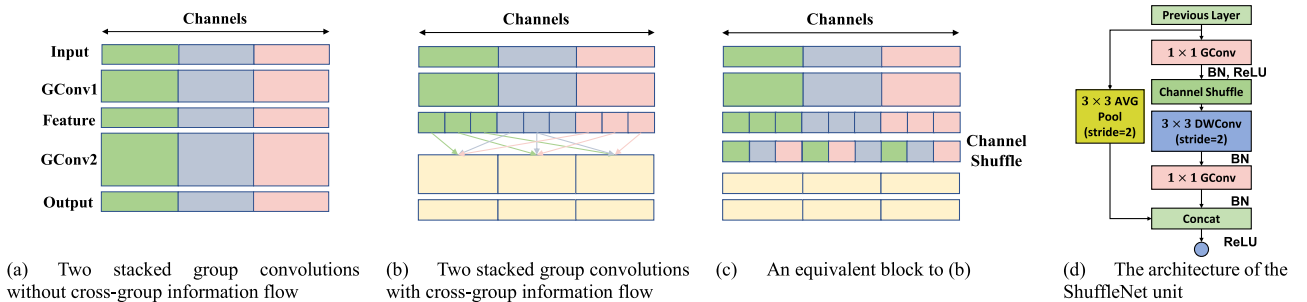 Channels
Input
GConv1
Feature
GConv2
Output
(a) Two stacked group convolutions
without cross-group information flow
Channels
(b) Two stacked group convolutions
with cross-group information flow
Channels
Channel
Shuffle
(c) An equivalent block to (b)
Previous Layer
1 × 1 GConv
BN, ReLU
Channel Shuffle
3 × 3 AVG
Pool
(stride=2)
3 × 3 DWConv
(stride=2)
BN
1 × 1 GConv
BN
Concat
ReLU
(d) The architecture of the
ShuffleNet unit